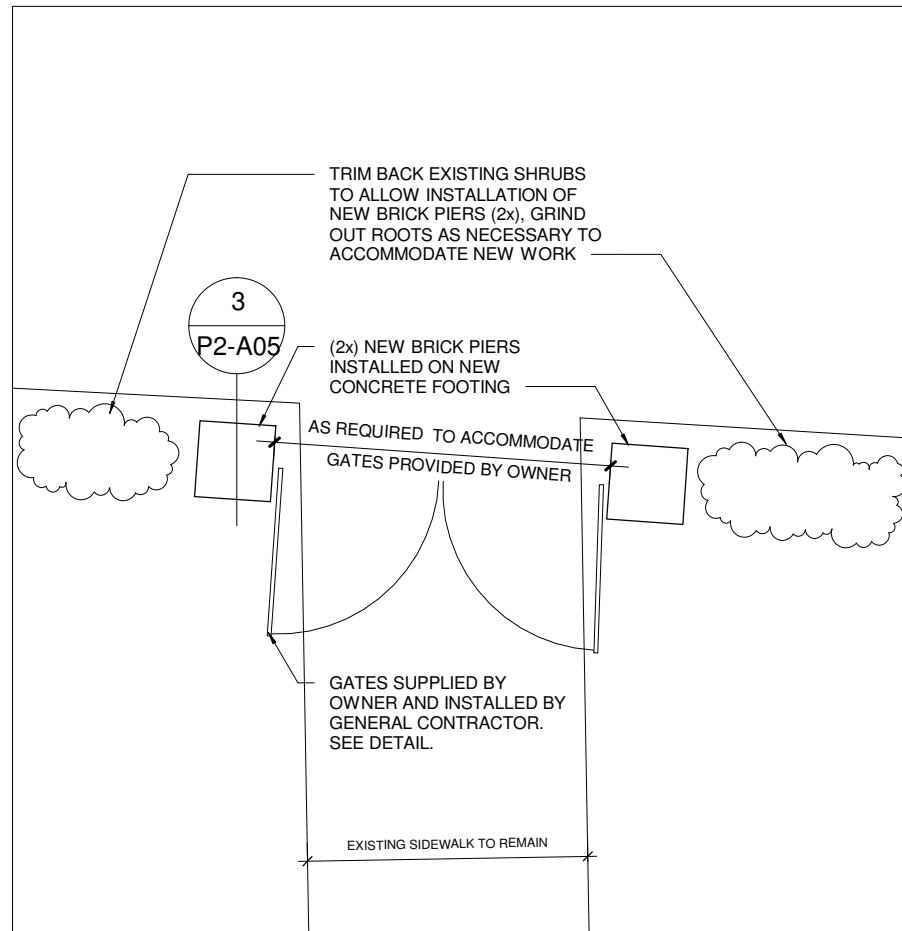 TRIM BACK EXISTING SHRUBS
TO ALLOW INSTALLATION OF
NEW BRICK PIERS (2x), GRIND
OUT ROOTS AS NECESSARY TO
ACCOMMODATE NEW WORK
3
P2-A05
(2x) NEW BRICK PIERS
INSTALLED ON NEW
CONCRETE FOOTING
AS REQUIRED TO ACCOMMODATE
GATES PROVIDED BY OWNER
GATES SUPPLIED BY
OWNER AND INSTALLED BY
GENERAL CONTRACTOR.
SEE DETAIL.
EXISTING SIDEWALK TO REMAIN